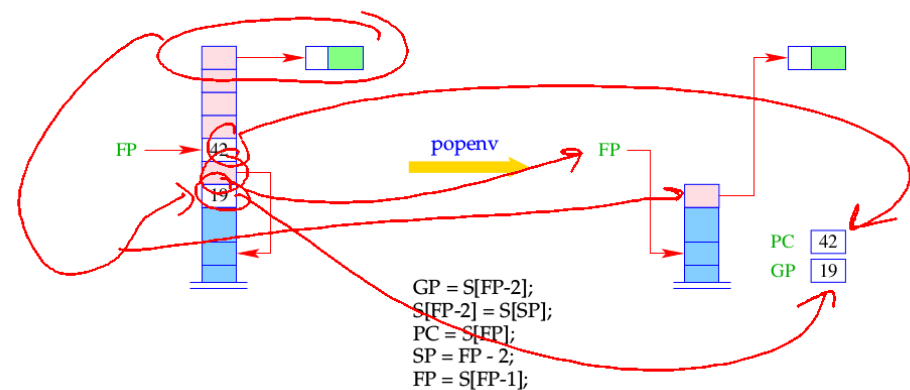 FP 42 popenv FP
19
PC 42
GP 19
GP = S[FP-2];
S[FP-2] = S[SP];
PC = S[FP];
SP = FP - 2;
FP = S[FP-1];